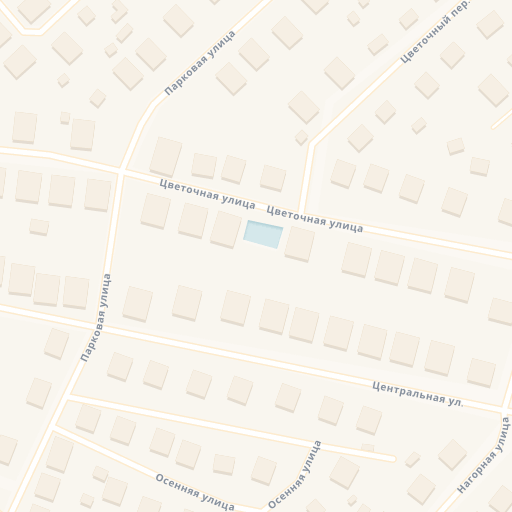 Парковая улица
Цветочный пер.
Цветочная улица
Цветочная улица
Парковая улица
Центральная ул.
Нагорная улица
Осенняя улица
Осенняя улица